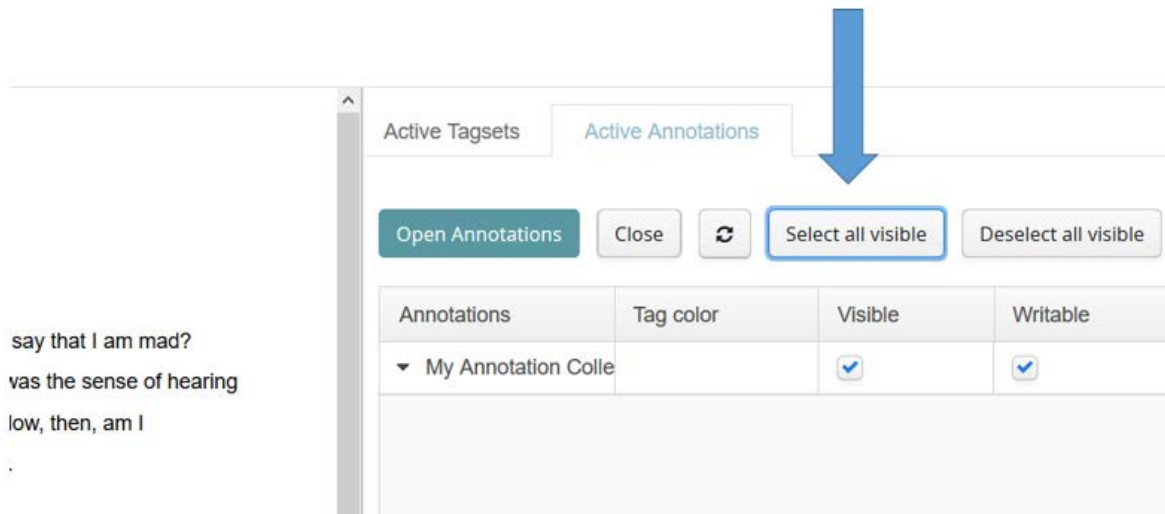 Active Tagsets Active Annotations
Open Annotations Close Select all visible Deselect all visible
Annotations Tag color Visible Writable
My Annotation Colle
say that I am mad?
was the sense of hearing
low, then, am I
.